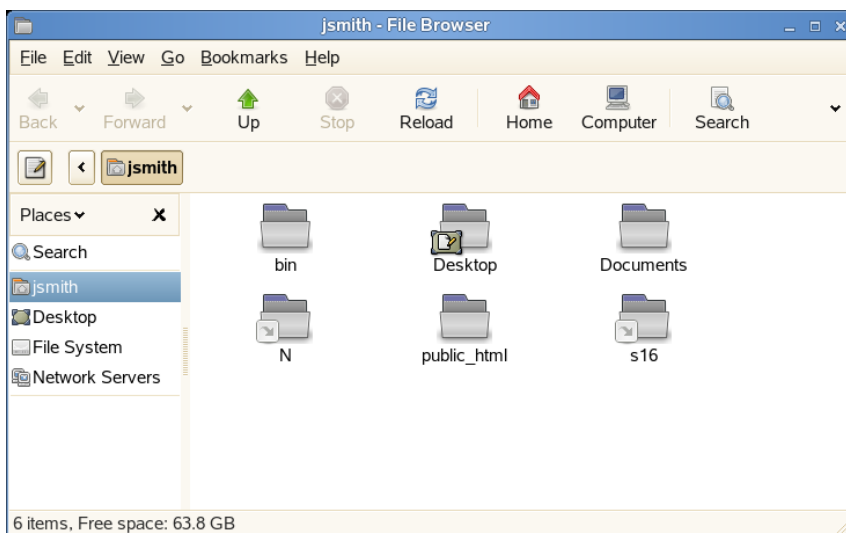 jsmith - File Browser
File Edit View Go Bookmarks Help
Back Forward Up Stop Reload Home Computer Search
jsmith
Places
Search
jsmith
Desktop
File System
Network Servers
bin Desktop Documents
N public_html s16
6 items, Free space: 63.8 GB